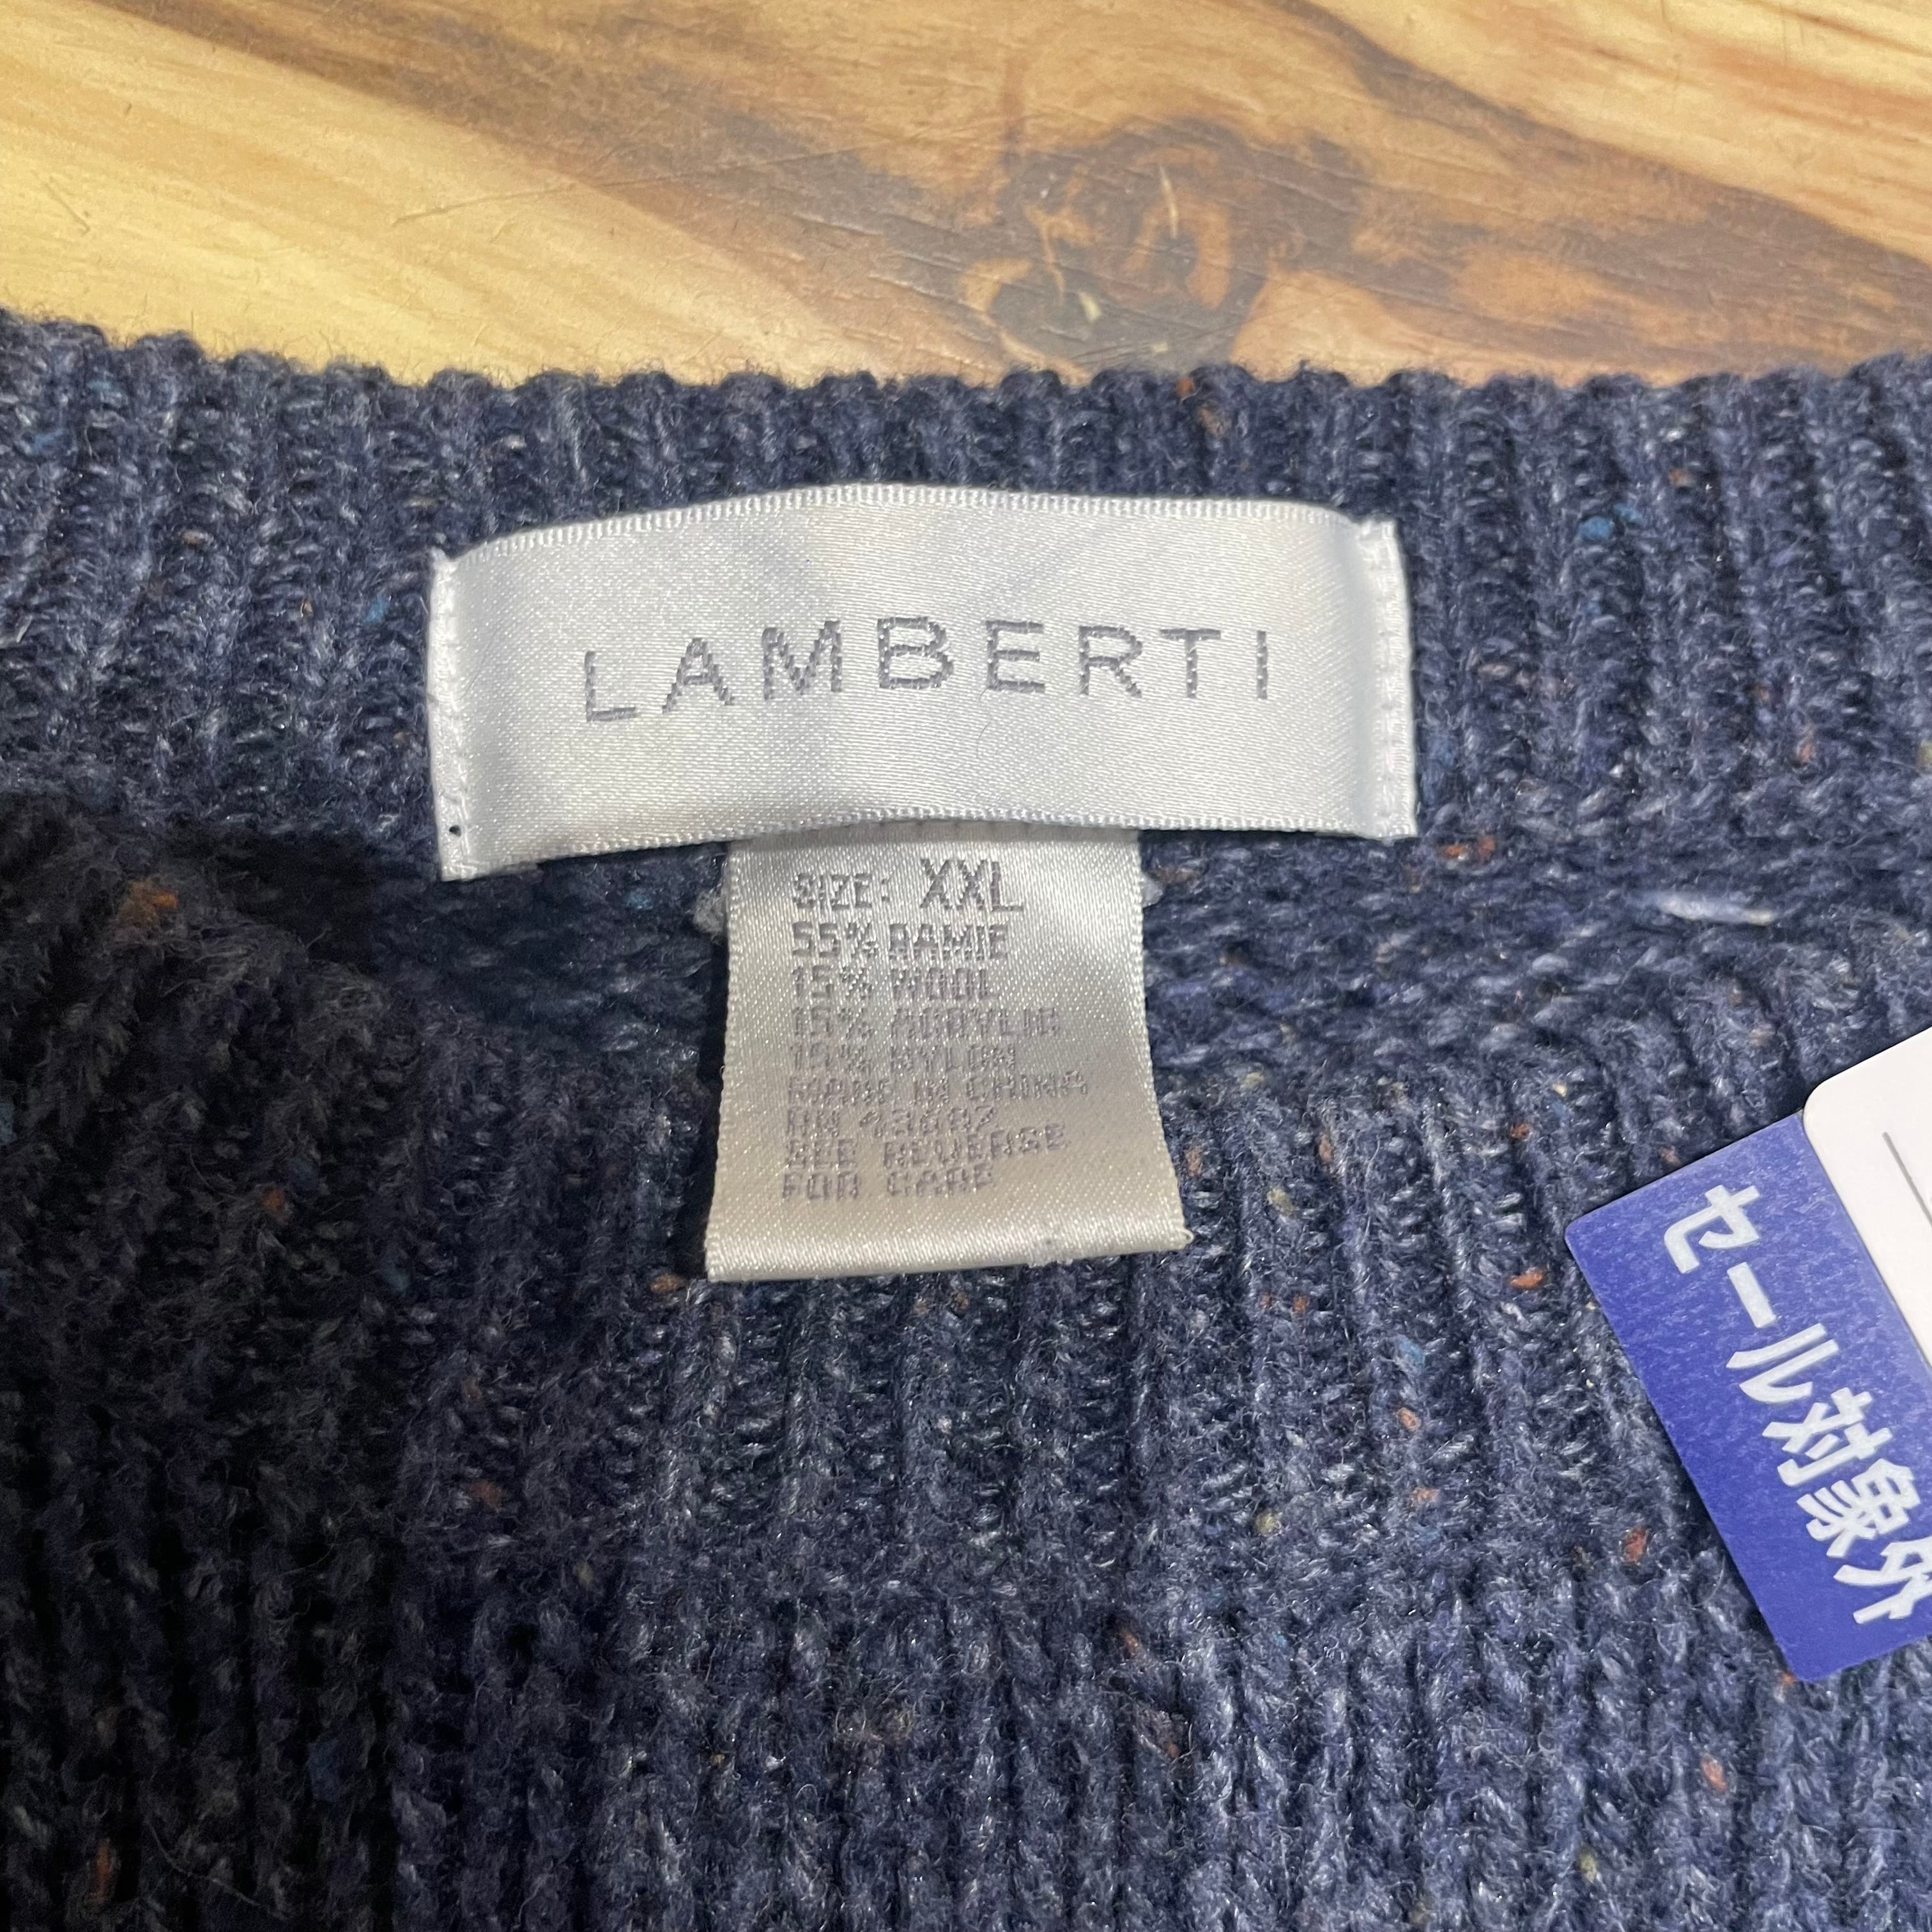 LAMBERTI
SIZE: XXL
55% RAMIE
15% WOOL
15% ACRYLIC
15% NYLON
MADE IN CHINA
RN
SEE REVERSE
FOR CARE
セール対象外